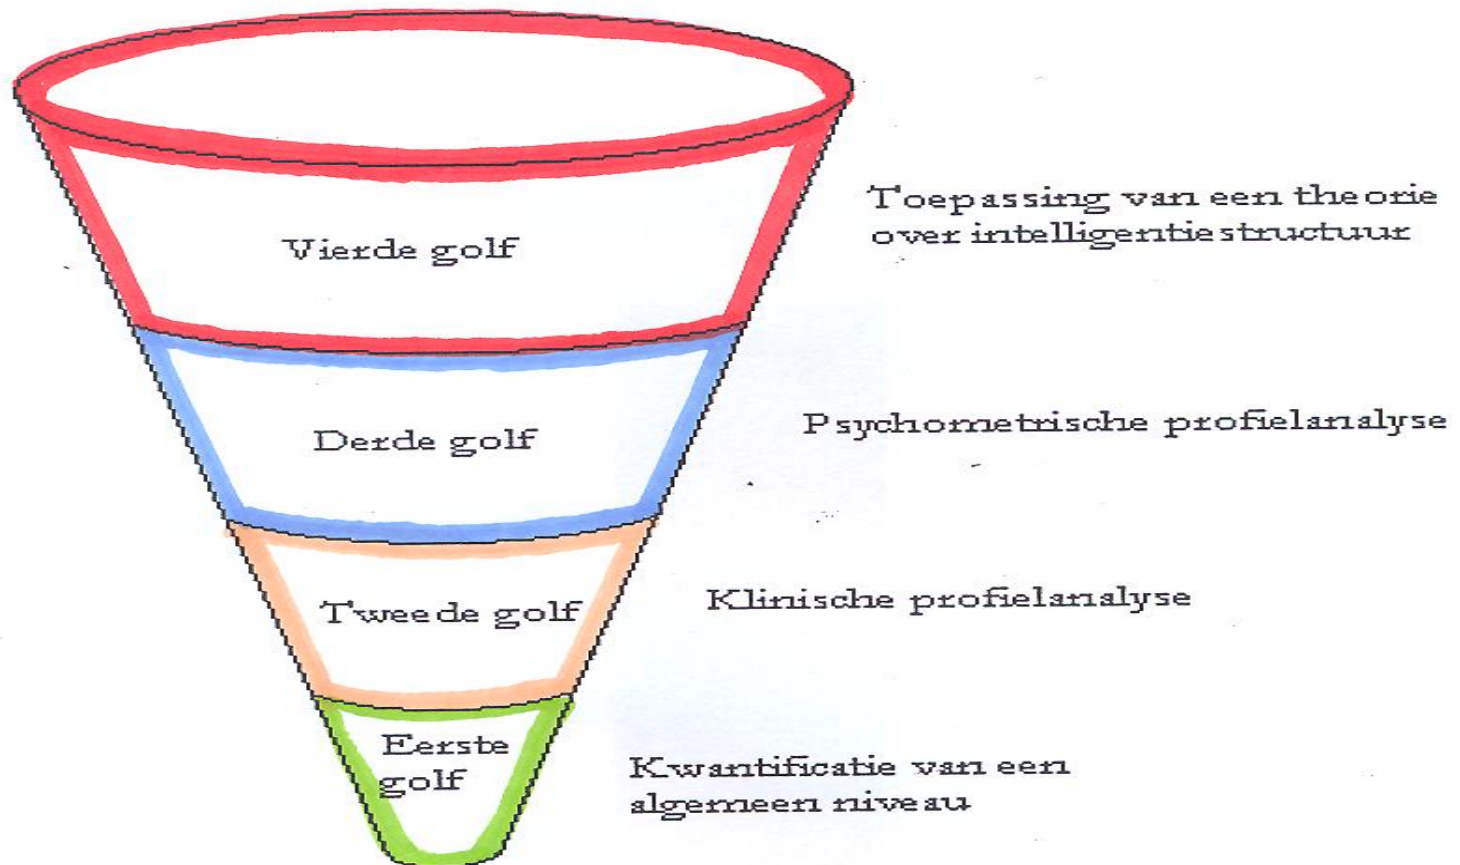 Toepassing van een theorie
over intelligentiestructuur
Vierde golf
Psychometrische profielanalyse
Derde golf
Klinische profielanalyse
Tweede golf
Eerste
golf
Kwantificatie van een
algemeen niveau